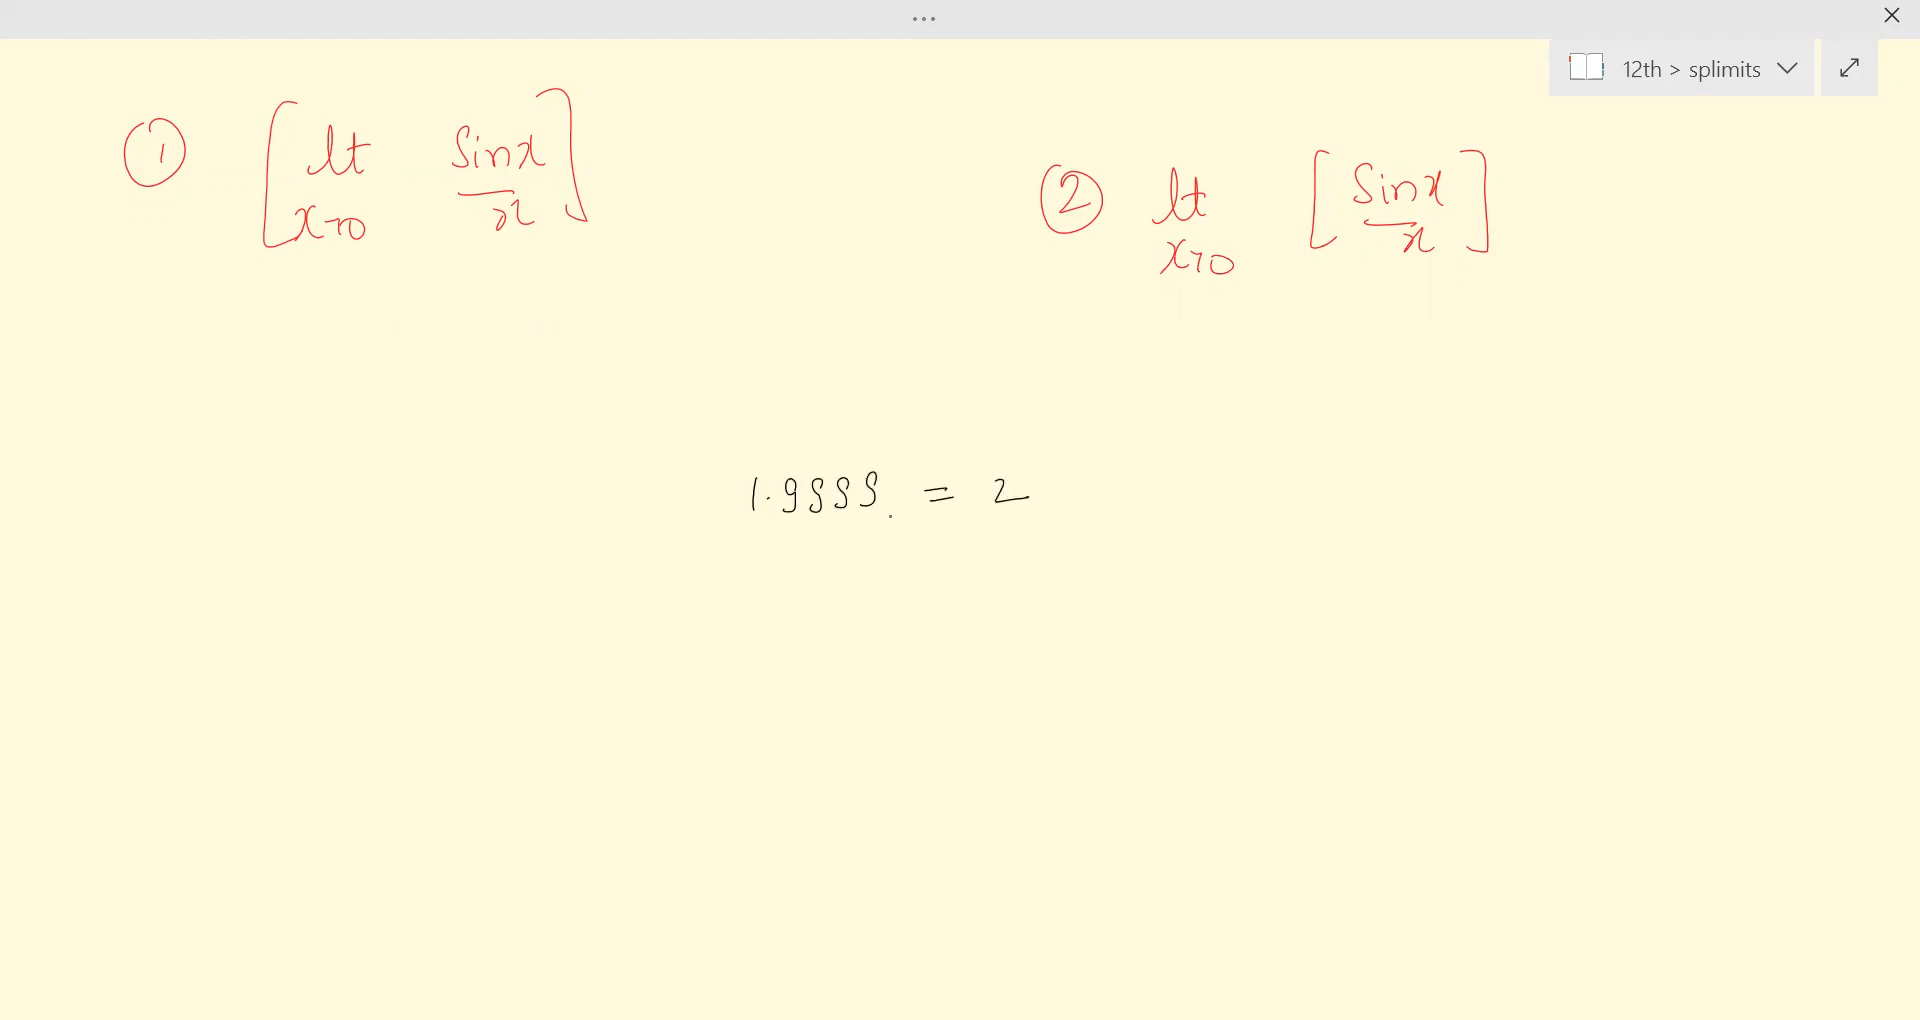 12th > splimits
① [ lt x→0 sinx/x ]
② lt x→0 [ sinx/x ]
1.9999. = 2